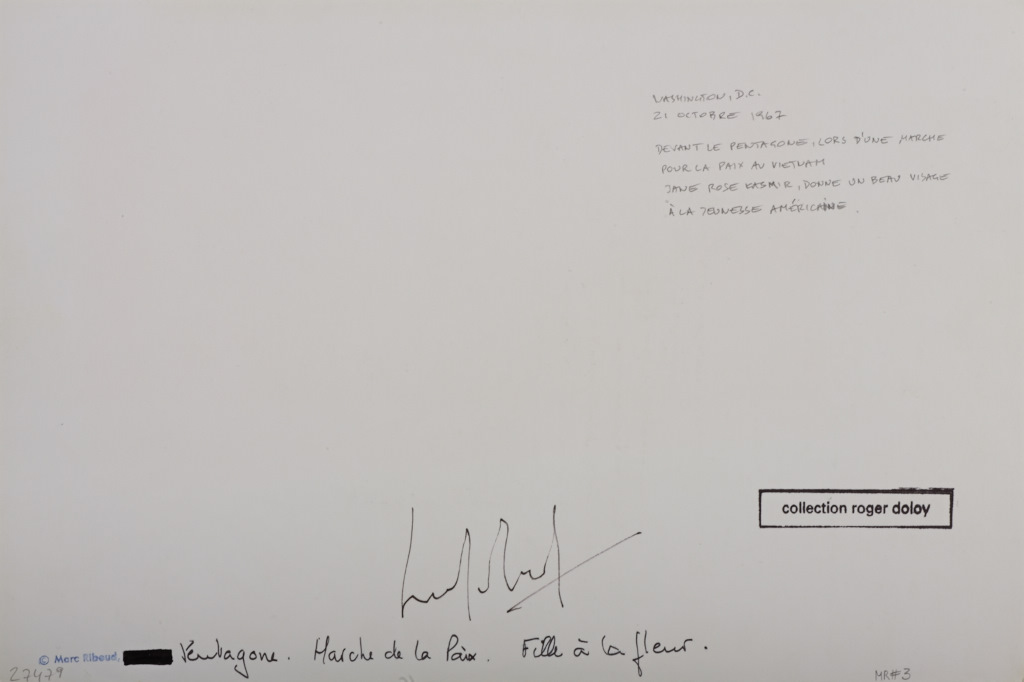 WASHINGTON, D.C.
21 OCTOBRE 1967
DEVANT LE PENTAGONE, LORS D'UNE MARCHE
POUR LA PAIX AU VIETNAM
JANE ROSE KASMIR, DONNE UN BEAU VISAGE
À LA JEUNESSE AMÉRICAINE.
collection roger doloy
© Marc Riboud, Pentagone. Marche de la Paix. Fille à la fleur.
27479
MR#3